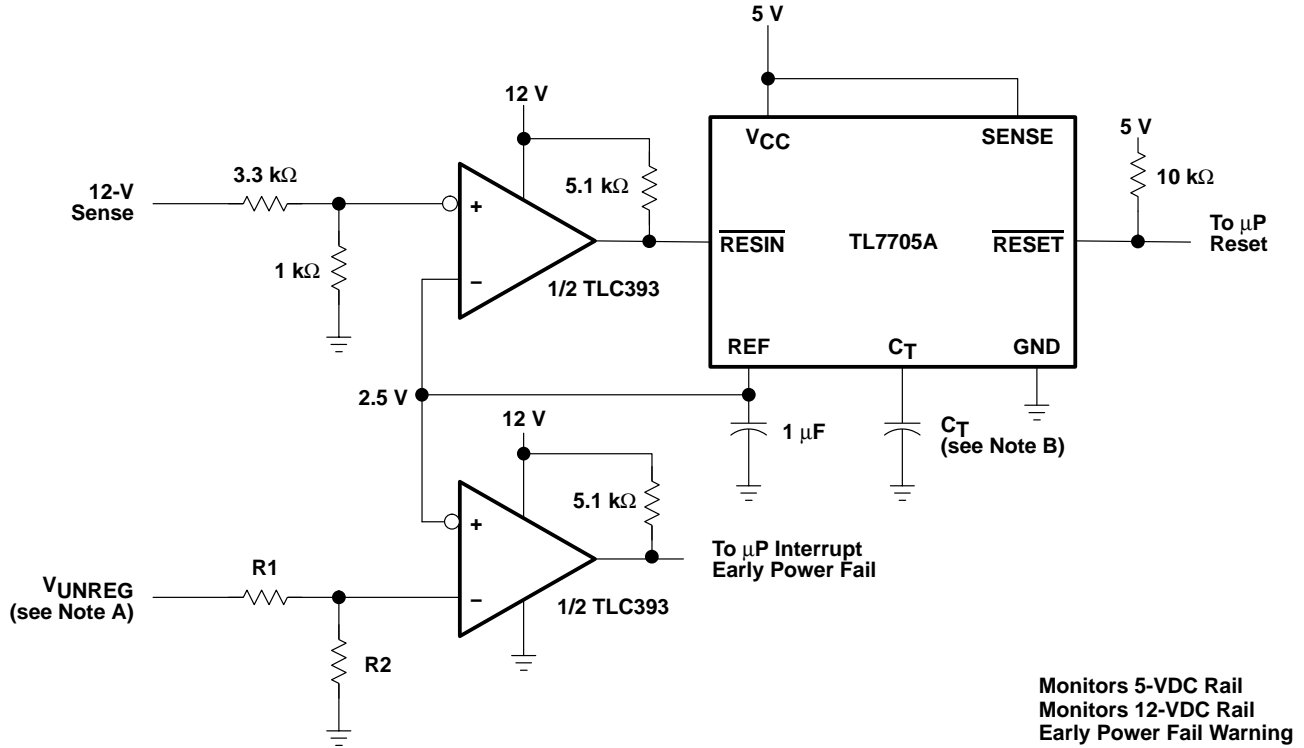 5 V
12 V
VCC
SENSE
5 V
3.3 kΩ
5.1 kΩ
10 kΩ
12-V
Sense
+
RESIN
TL7705A
RESET
To μP
Reset
1 kΩ
−
1/2 TLC393
REF
CT
GND
2.5 V
12 V
1 μF
CT
(see Note B)
5.1 kΩ
+
To μP Interrupt
Early Power Fail
VUNREG
(see Note A)
R1
−
1/2 TLC393
R2
Monitors 5-VDC Rail
Monitors 12-VDC Rail
Early Power Fail Warning